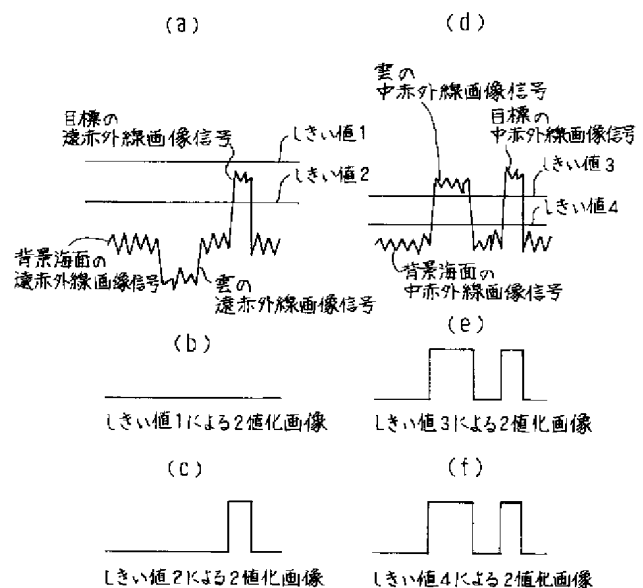 (a)
目標の
遠赤外線画像信号
しきい値1
しきい値2
背景海面の
遠赤外線画像信号
雲の
遠赤外線画像信号
(b)
しきい値1による2値化画像
(c)
しきい値2による2値化画像
(d)
雲の
中赤外線画像信号
目標の
中赤外線画像信号
しきい値3
しきい値4
背景海面の
中赤外線画像信号
(e)
しきい値3による2値化画像
(f)
しきい値4による2値化画像